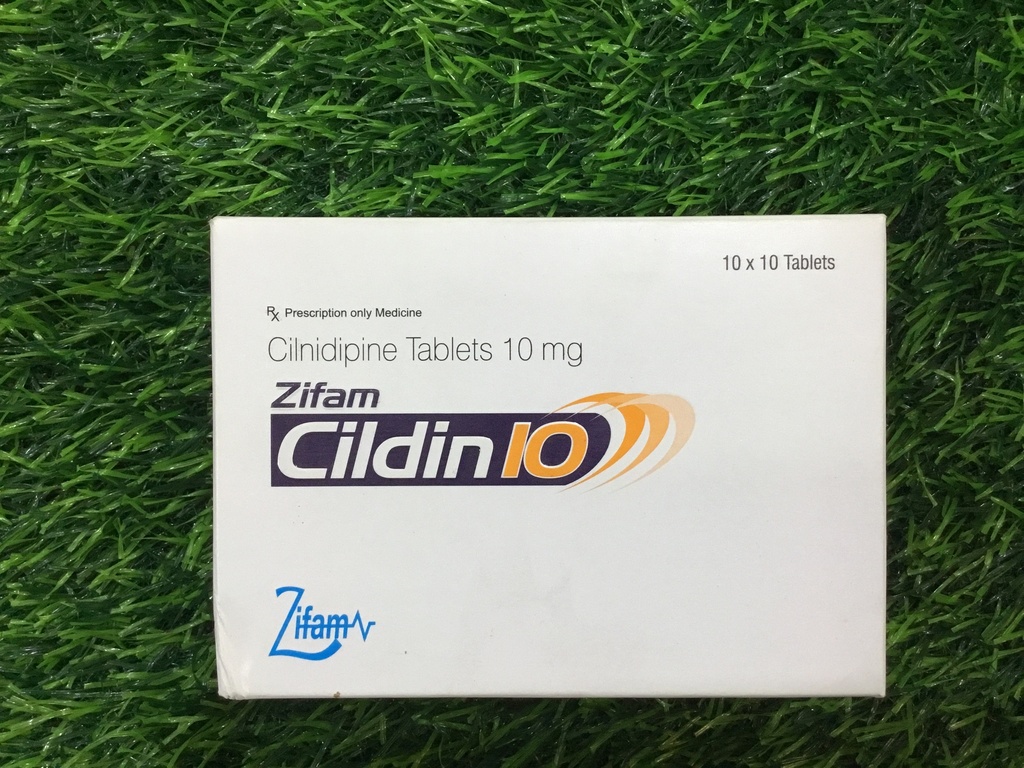 10 x 10 Tablets
Rx Prescription only Medicine
Cilnidipine Tablets 10 mg
Zifam
Cildin 10
Zifam